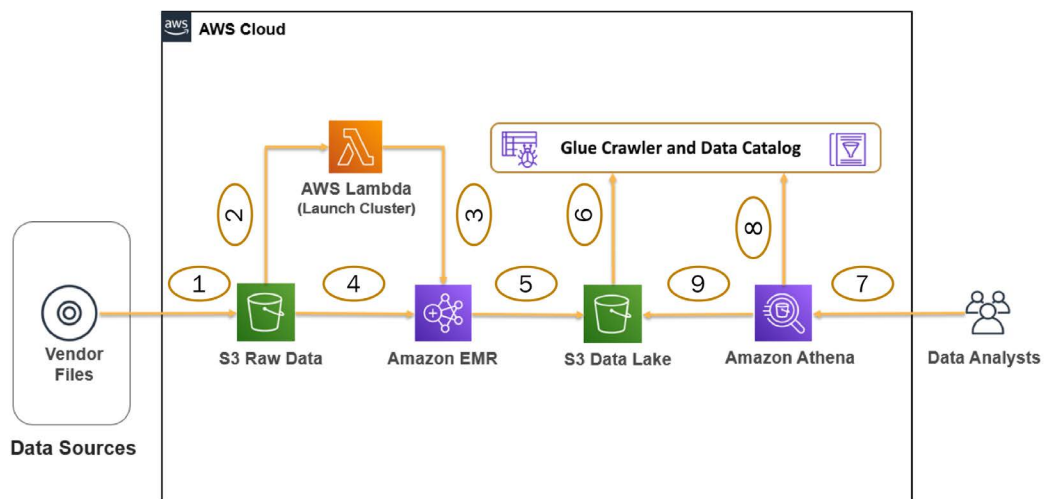 aws
AWS Cloud
Glue Crawler and Data Catalog
AWS Lambda
(Launch Cluster)
2
3
6
8
1
4
5
9
7
Vendor
Files
S3 Raw Data
Amazon EMR
S3 Data Lake
Amazon Athena
Data Analysts
Data Sources